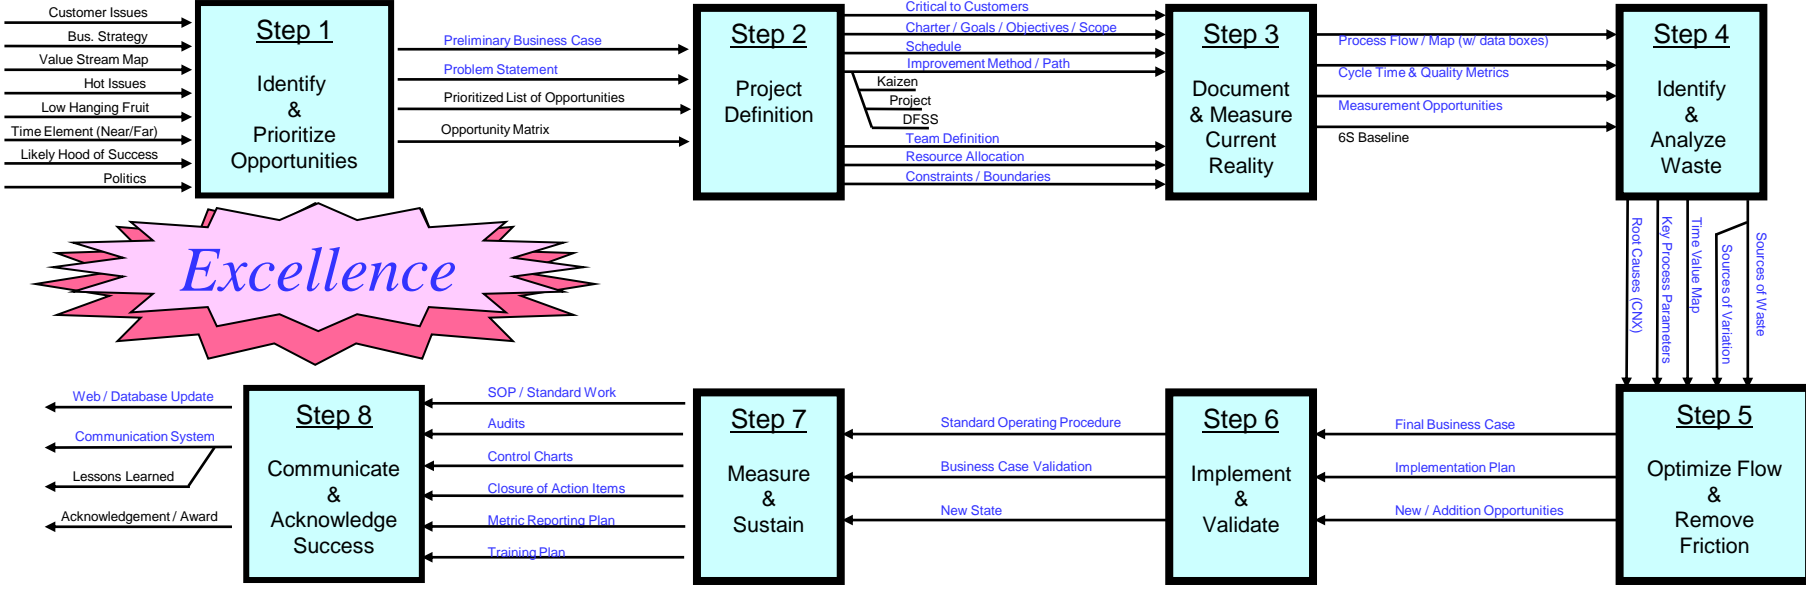 Customer Issues
Bus. Strategy
Value Stream Map
Hot Issues
Low Hanging Fruit
Time Element (Near/Far)
Likely Hood of Success
Politics
Step 1
Identify
&
Prioritize
Opportunities
Preliminary Business Case
Problem Statement
Prioritized List of Opportunities
Opportunity Matrix
Step 2
Project
Definition
Critical to Customers
Charter / Goals / Objectives / Scope
Schedule
Improvement Method / Path
Kaizen
Project
DFSS
Team Definition
Resource Allocation
Constraints / Boundaries
Step 3
Document
& Measure
Current
Reality
Process Flow / Map (w/ data boxes)
Cycle Time & Quality Metrics
Measurement Opportunities
6S Baseline
Step 4
Identify
&
Analyze
Waste
Root Causes (CNX)
Key Process Parameters
Time Value Map
Sources of Variation
Sources of Waste
Excellence
Step 5
Optimize Flow
&
Remove
Friction
Final Business Case
Implementation Plan
New / Addition Opportunities
Step 6
Implement
&
Validate
Standard Operating Procedure
Business Case Validation
New State
Step 7
Measure
&
Sustain
SOP / Standard Work
Audits
Control Charts
Closure of Action Items
Metric Reporting Plan
Training Plan
Step 8
Communicate
&
Acknowledge
Success
Web / Database Update
Communication System
Lessons Learned
Acknowledgement / Award